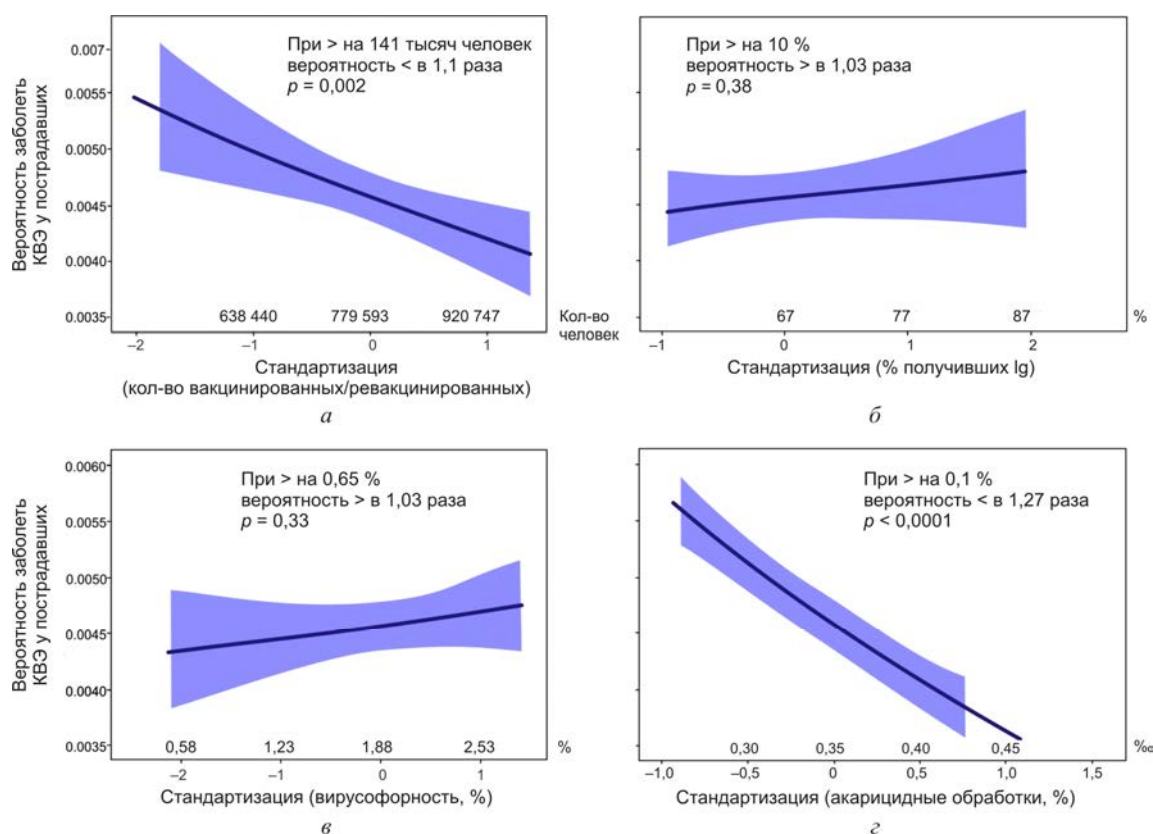 Вероятность заболеть
КВЭ у пострадавших
0.007
0.0055
0.0050
0.0045
0.0040
0.0035
При > на 141 тысяч человек
вероятность < в 1,1 раза
p = 0,002
638 440 779 593 920 747
Кол-во
человек
–2 –1 0 1
Стандартизация
(кол-во вакцинированных/ревакцинированных)
а
При > на 10 %
вероятность > в 1,03 раза
p = 0,38
67 77 87 %
–1 0 1 2
Стандартизация (% получивших Ig)
б
Вероятность заболеть
КВЭ у пострадавших
0.0060
0.0055
0.0050
0.0045
0.0040
0.0035
При > на 0,65 %
вероятность > в 1,03 раза
p = 0,33
0,58 1,23 1,88 2,53 %
–2 –1 0 1
Стандартизация (вирусофорность, %)
в
При > на 0,1 %
вероятность < в 1,27 раза
p < 0,0001
0,30 0,35 0,40 0,45 ‰
–1,0 –0,5 0 0,5 1,0 1,5
Стандартизация (акарицидные обработки, %)
г